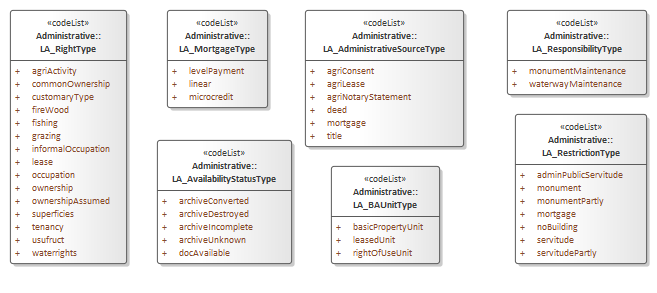 «codeList»
Administrative::
LA_RightType
+ agriActivity
+ commonOwnership
+ customaryType
+ fireWood
+ fishing
+ grazing
+ informalOccupation
+ lease
+ occupation
+ ownership
+ ownershipAssumed
+ superficies
+ tenancy
+ usufruct
+ waterrights
«codeList»
Administrative::
LA_MortgageType
+ levelPayment
+ linear
+ microcredit
«codeList»
Administrative::
LA_AdministrativeSourceType
+ agriConsent
+ agriLease
+ agriNotaryStatement
+ deed
+ mortgage
+ title
«codeList»
Administrative::
LA_ResponsibilityType
+ monumentMaintenance
+ waterwayMaintenance
«codeList»
Administrative::
LA_AvailabilityStatusType
+ archiveConverted
+ archiveDestroyed
+ archiveIncomplete
+ archiveUnknown
+ docAvailable
«codeList»
Administrative::
LA_BAUnitType
+ basicPropertyUnit
+ leasedUnit
+ rightOfUseUnit
«codeList»
Administrative::
LA_RestrictionType
+ adminPublicServitude
+ monument
+ monumentPartly
+ mortgage
+ noBuilding
+ servitude
+ servitudePartly